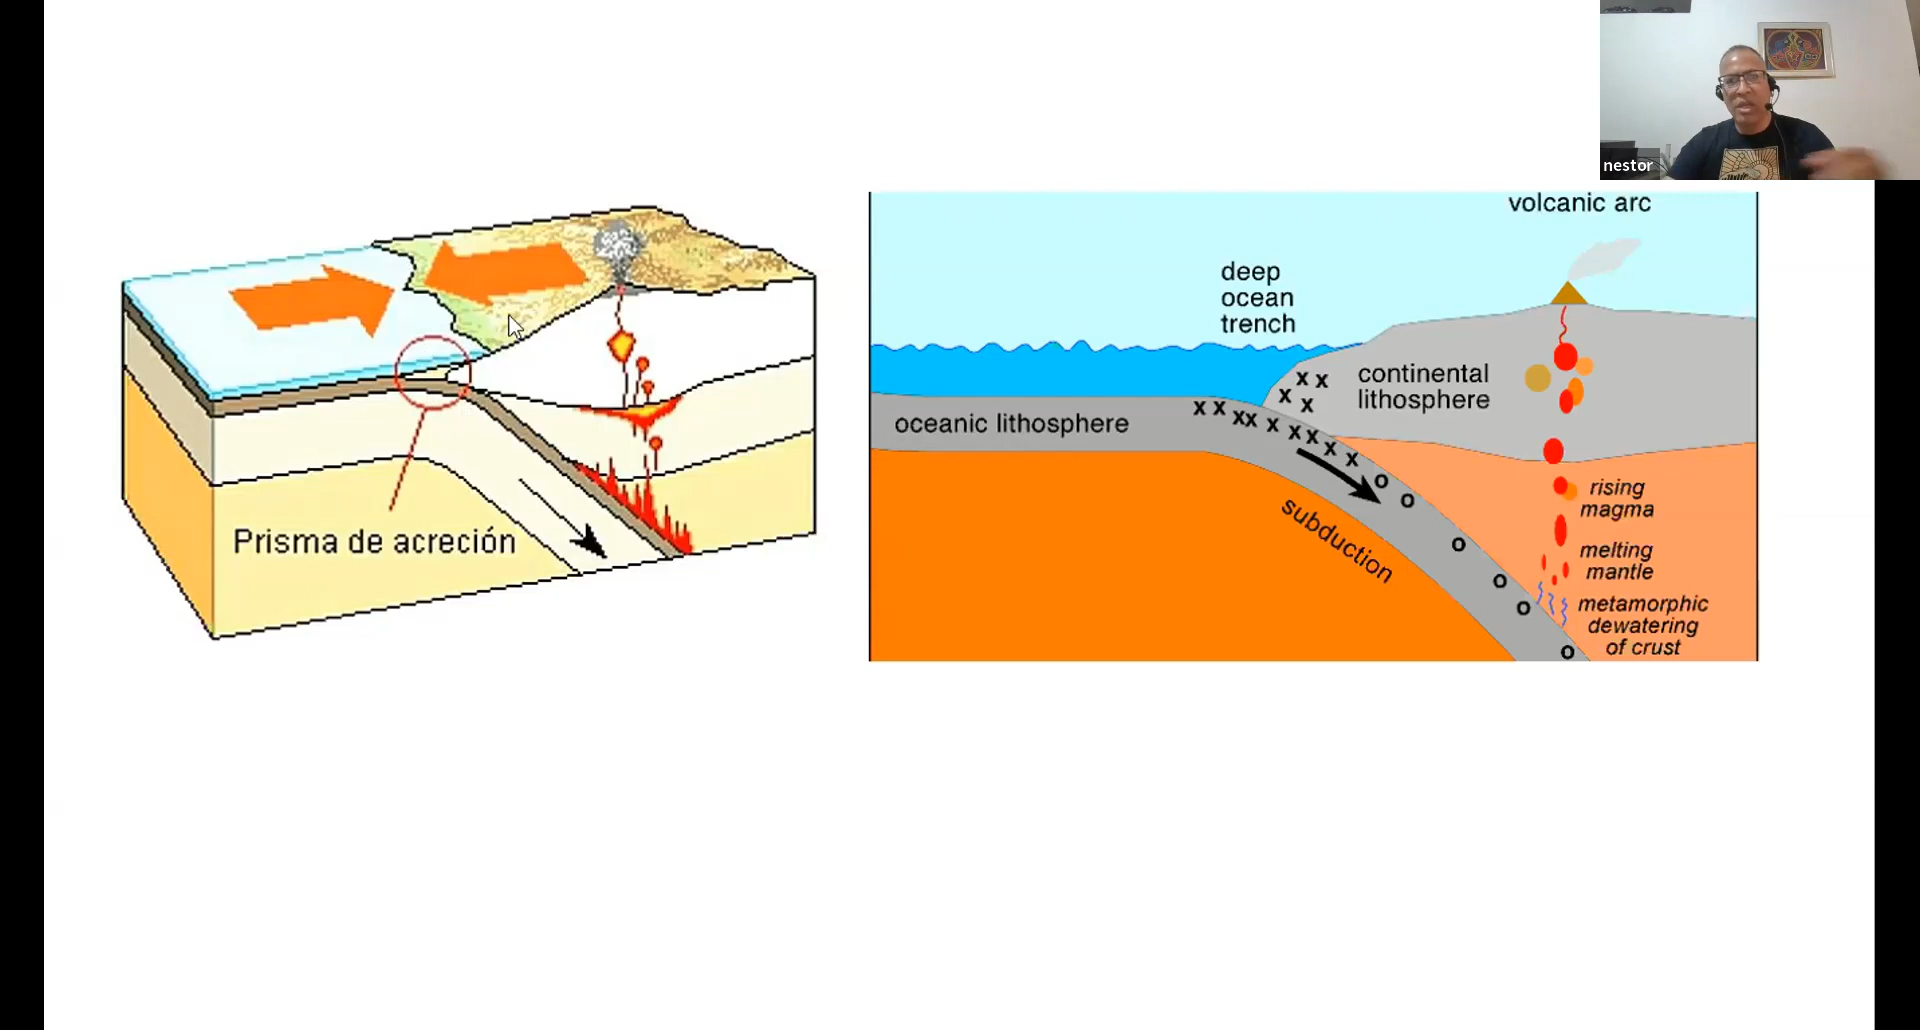 nestor
Prisma de acreción
volcanic arc
deep
ocean
trench
continental
lithosphere
oceanic lithosphere
subduction
rising
magma
melting
mantle
metamorphic
dewatering
of crust
x x
x
x
x x xx x x x x x
o
o
o
o
o
o